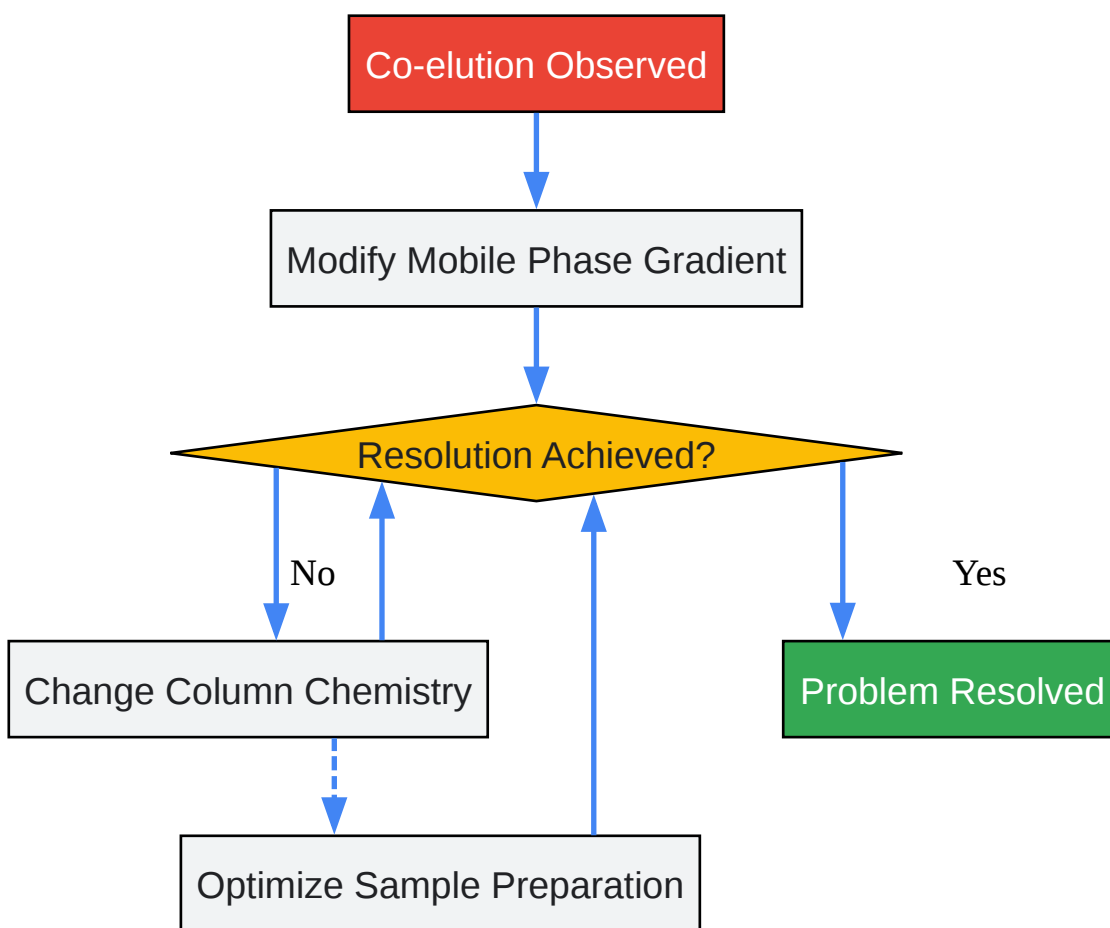 Co-elution Observed
Modify Mobile Phase Gradient
Resolution Achieved?
No
Yes
Change Column Chemistry
Problem Resolved
Optimize Sample Preparation